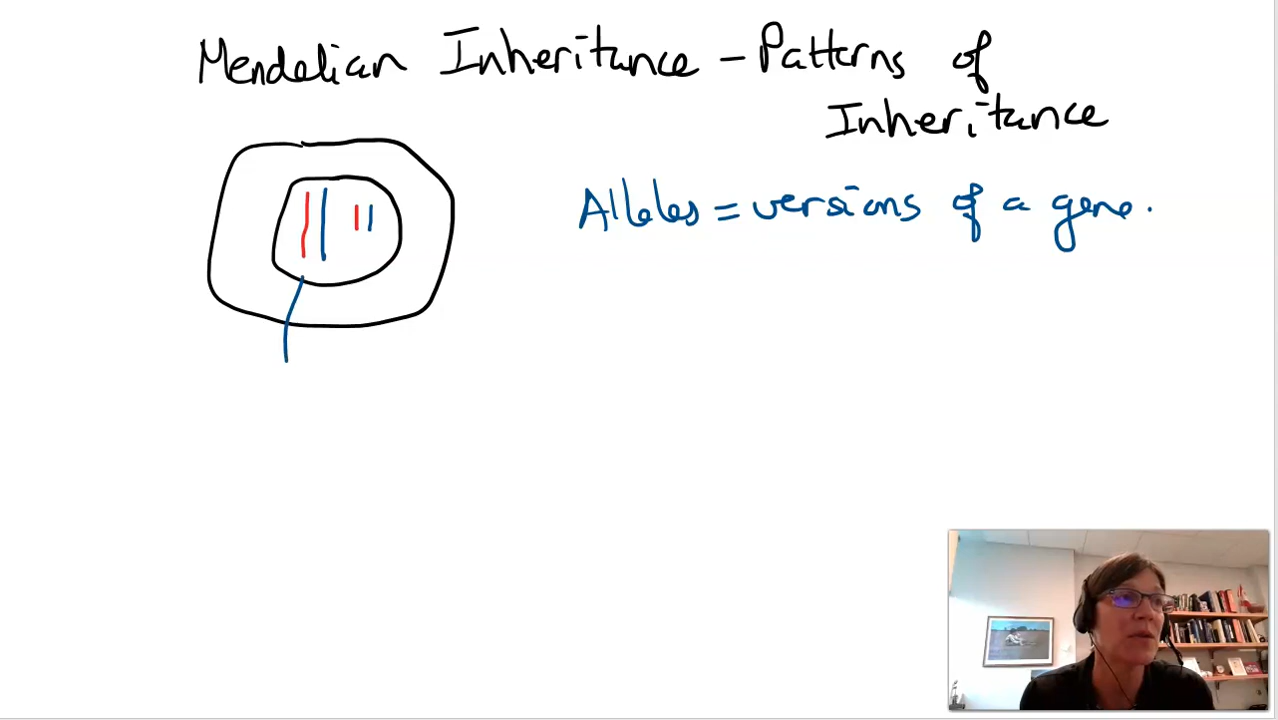 Mendelian Inheritance - Patterns of
Inheritance
Alleles = versions of a gene.